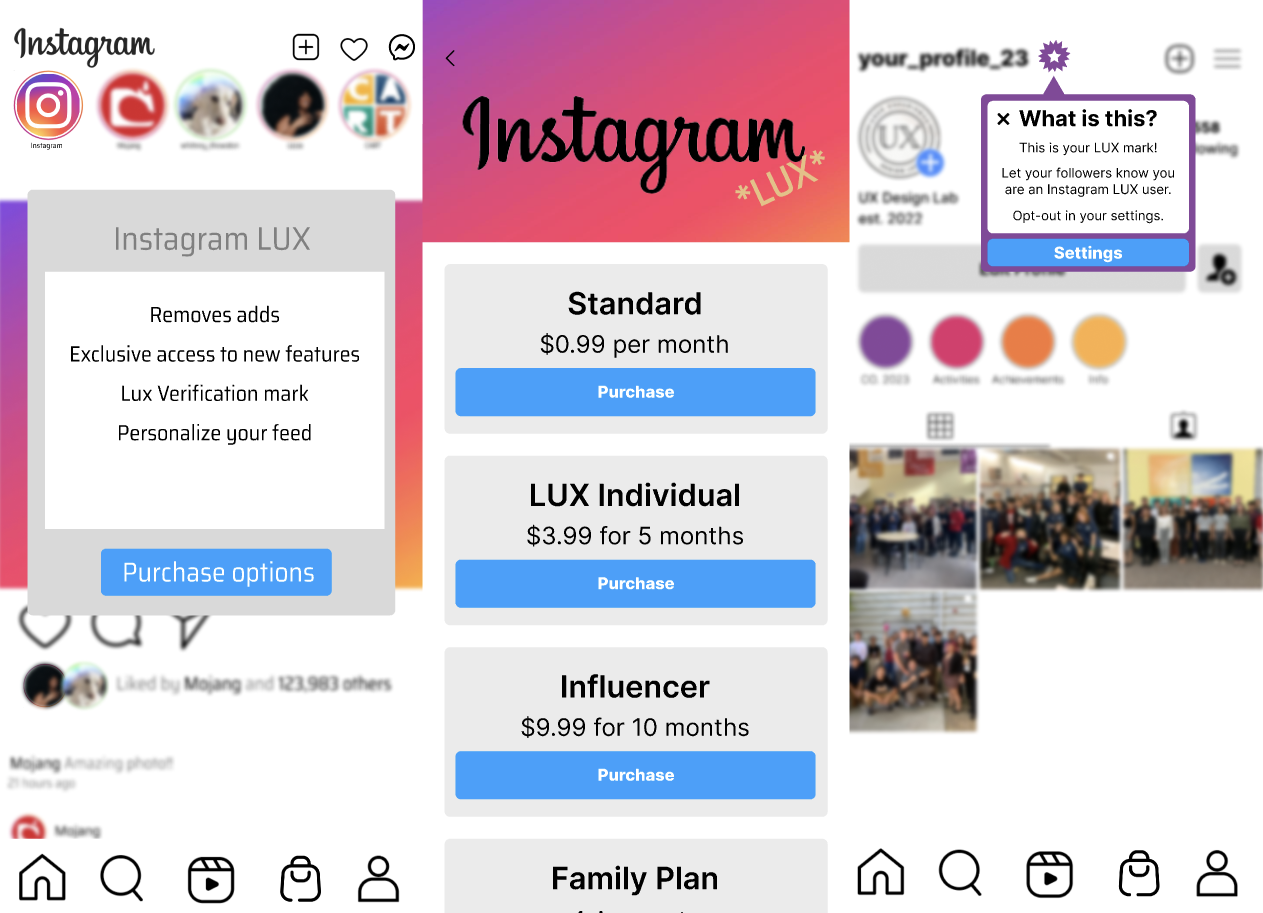 Instagram
Instagram
Mojang
CART
CART
Instagram LUX
Removes adds
Exclusive access to new features
Lux Verification mark
Personalize your feed
Purchase options
Liked by Mojang and 123,983 others
Mojang Amazing photo!!
21 hours ago
Mojang
Instagram
*LUX*
Standard
$0.99 per month
Purchase
LUX Individual
$3.99 for 5 months
Purchase
Influencer
$9.99 for 10 months
Purchase
Family Plan
your_profile_23
What is this?
This is your LUX mark!
Let your followers know you
are an Instagram LUX user.
Opt-out in your settings.
Settings
558
UX
UX Design Lab
est. 2022
Edit Profile
CO. 2023
Activities
Achievements
Info